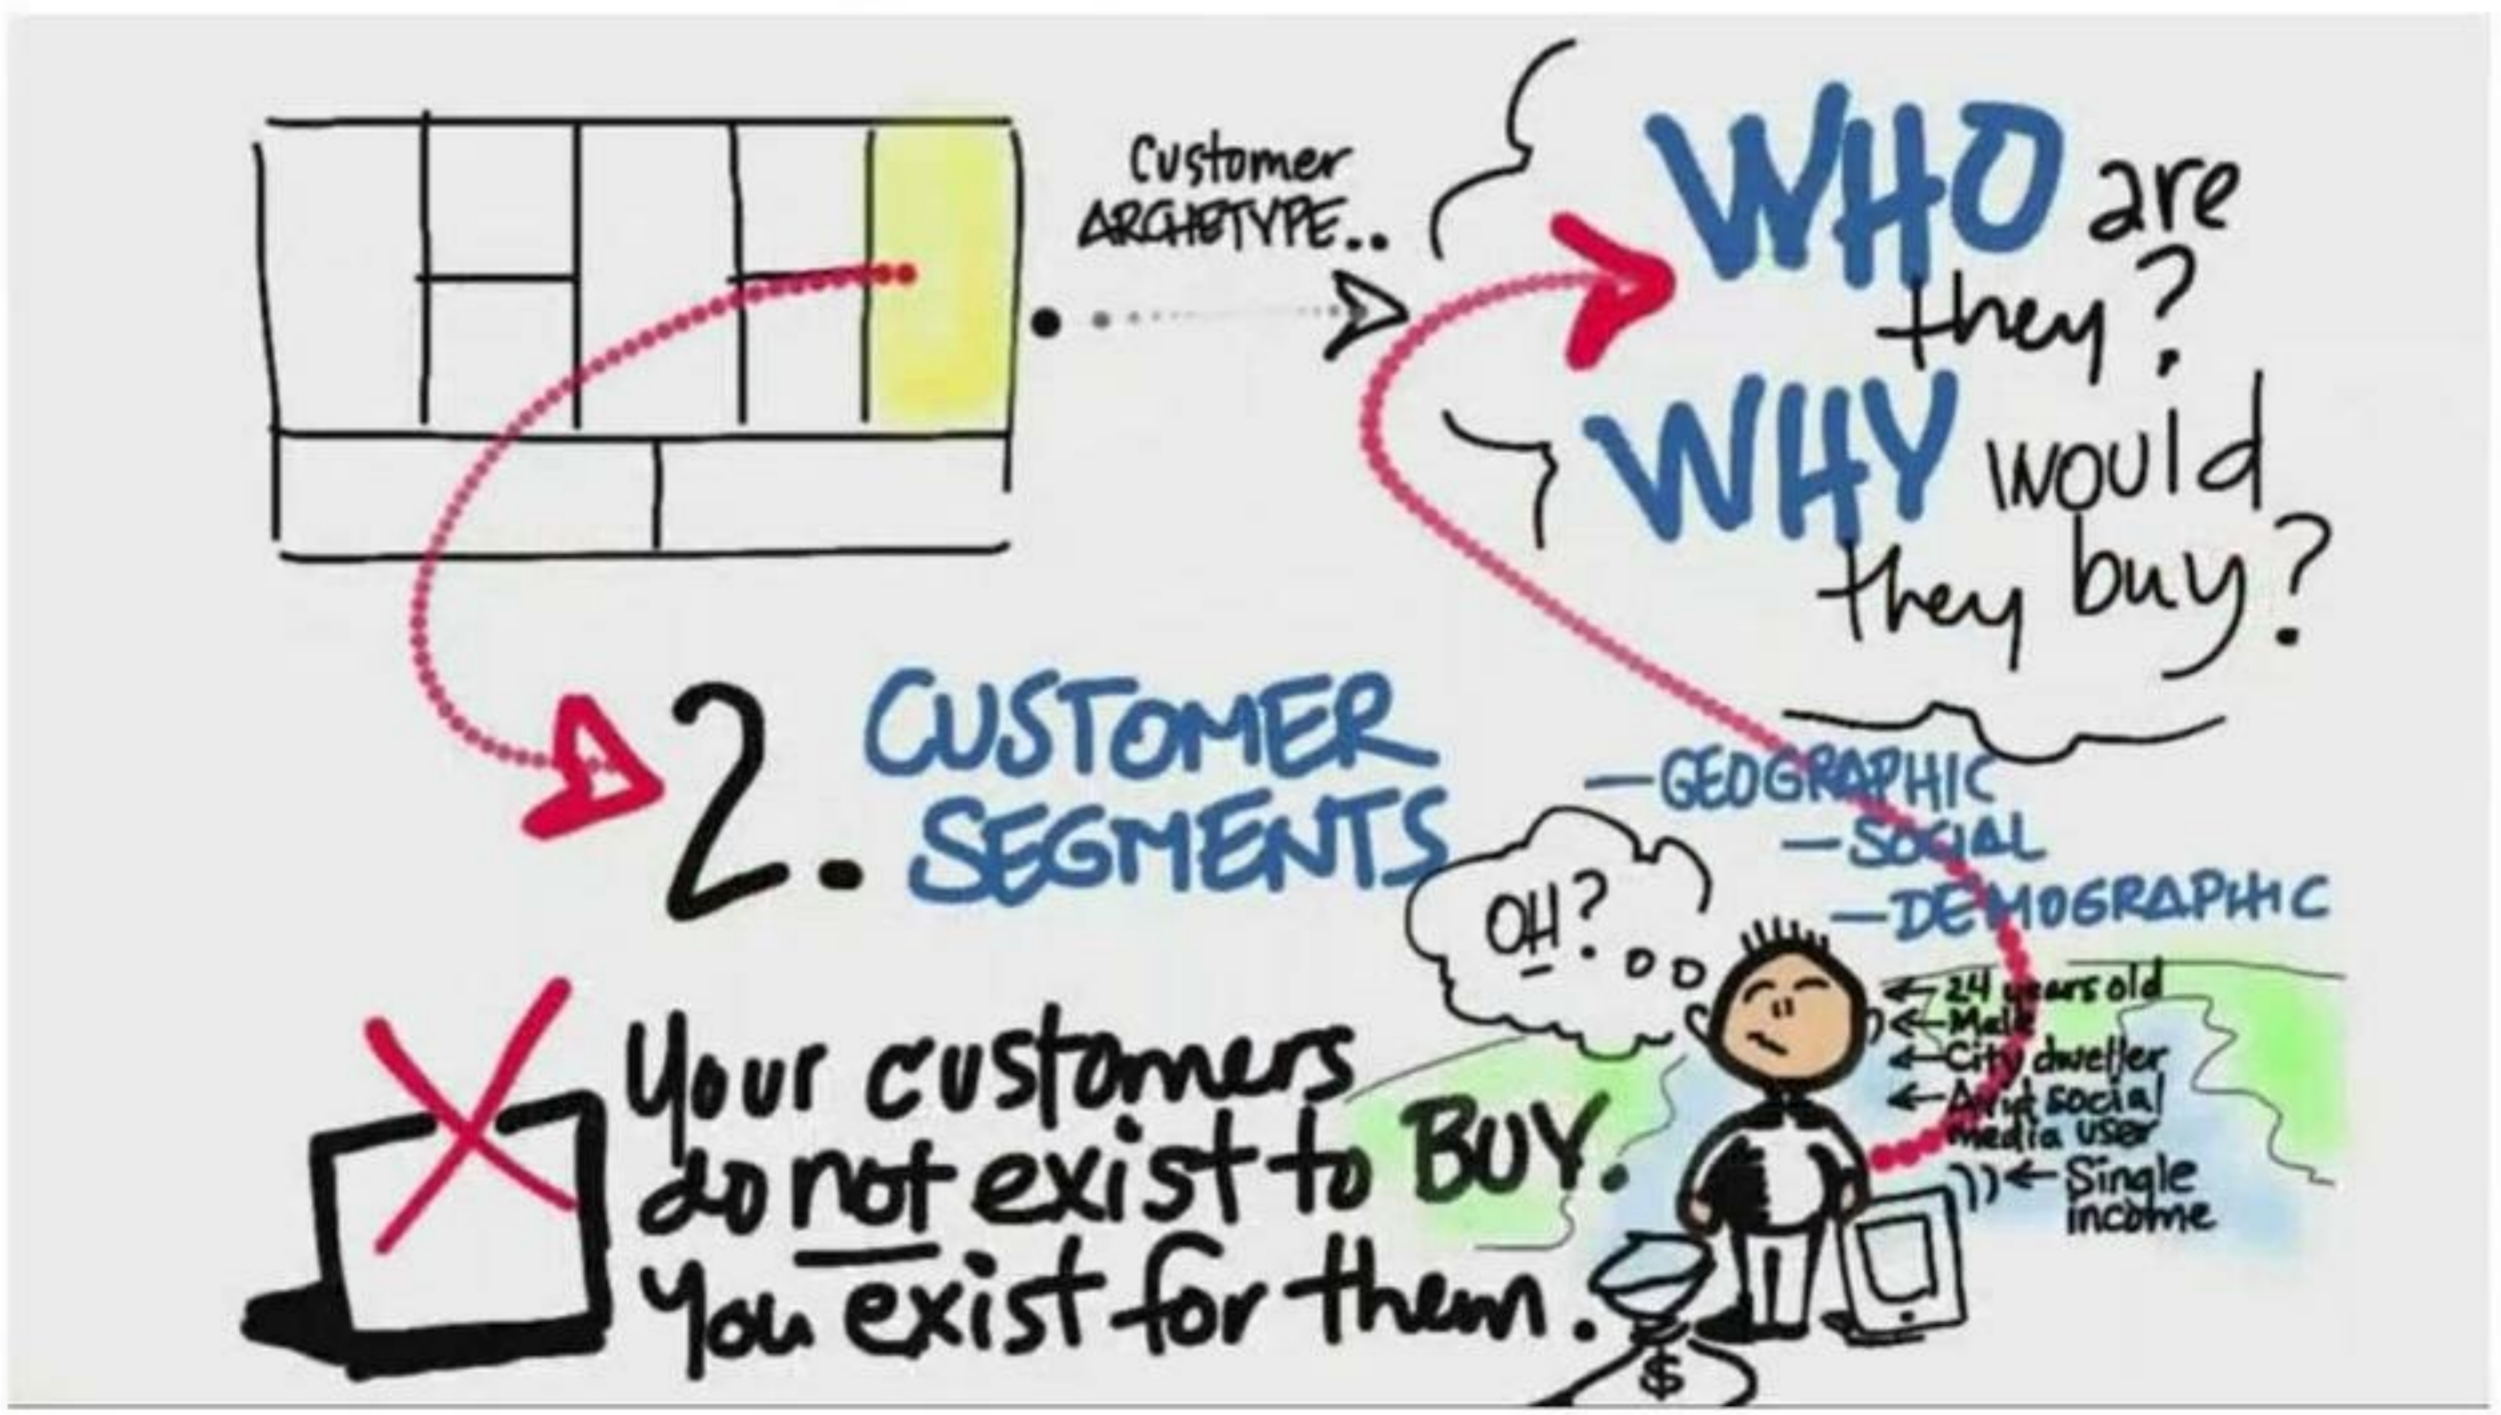 Customer
ARCHETYPE..
WHO are
they?
WHY would
they buy?
2. CUSTOMER
SEGMENTS
—GEOGRAPHIC
—SOCIAL
—DEMOGRAPHIC
OH?
←24 years old
←Male
←City dweller
←Avid social
media user
←Single
income
Your customers
do not exist to BUY.
You exist for them.
$